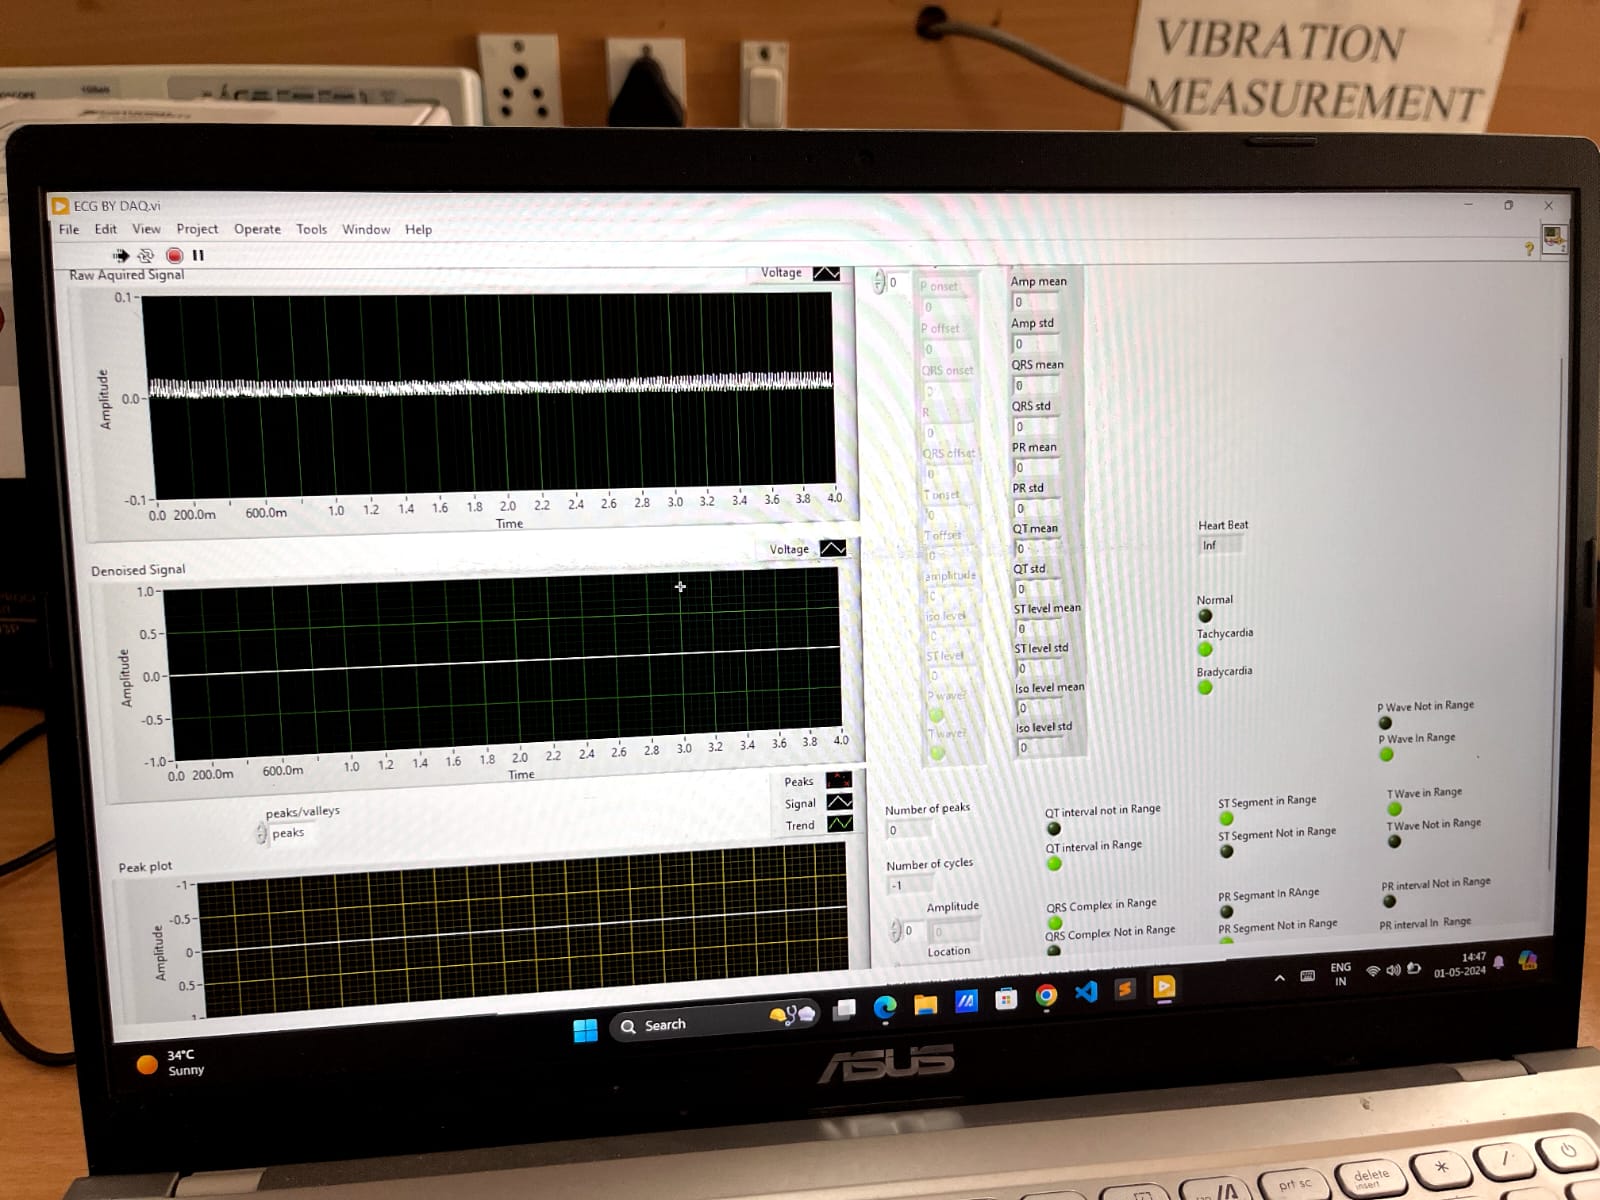 VIBRATION
MEASUREMENT
ECG BY DAQ.vi
File Edit View Project Operate Tools Window Help
Raw Aquired Signal
Voltage
0.1
0.0
-0.1
Amplitude
0.0 200.0m 600.0m 1.0 1.2 1.4 1.6 1.8 2.0 2.2 2.4 2.6 2.8 3.0 3.2 3.4 3.6 3.8 4.0
Time
Denoised Signal
Voltage
1.0
0.5
0.0
-0.5
-1.0
Amplitude
0.0 200.0m 600.0m 1.0 1.2 1.4 1.6 1.8 2.0 2.2 2.4 2.6 2.8 3.0 3.2 3.4 3.6 3.8 4.0
Time
peaks/valleys
peaks
Peaks
Signal
Trend
Peak plot
-1
-0.5
0
0.5
1
Amplitude
0
P onset
0
P offset
0
QRS onset
R
0
QRS offset
0
T onset
0
T offset
0
amplitude
iso level
ST level
0
P wave?
T wave?
Amp mean
0
Amp std
0
QRS mean
0
QRS std
0
PR mean
0
PR std
0
QT mean
0
QT std
0
ST level mean
0
ST level std
0
Iso level mean
0
Iso level std
0
Heart Beat
Inf
Normal
Tachycardia
Bradycardia
P Wave Not in Range
P Wave In Range
Number of peaks
0
Number of cycles
-1
Amplitude
0 0
Location
QT interval not in Range
QT interval in Range
QRS Complex in Range
QRS Complex Not in Range
ST Segment in Range
ST Segment Not in Range
PR Segmant In RAnge
PR Segment Not in Range
T Wave in Range
T Wave Not in Range
PR interval Not in Range
PR interval In Range
34°C
Sunny
Search
ENG
IN
14:47
01-05-2024
ASUS
prt sc
delete
insert
*
/